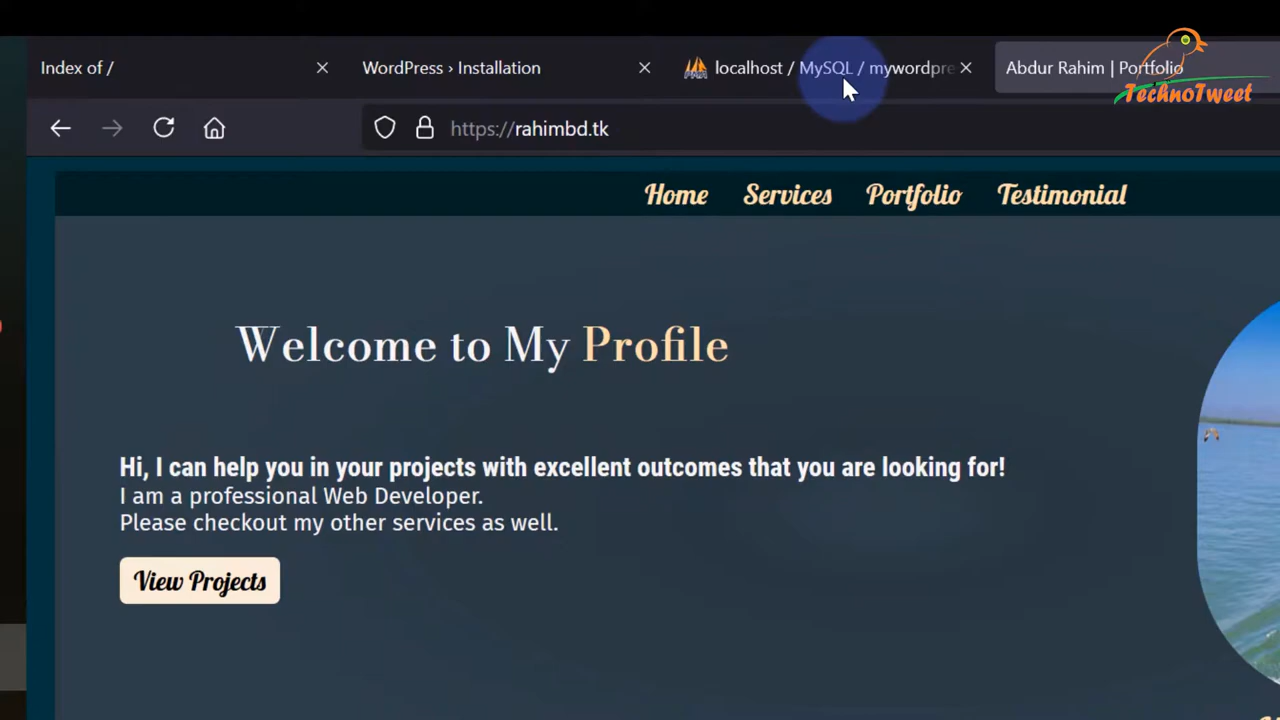 Index of /
WordPress › Installation
localhost / MySQL / mywordpre
Abdur Rahim | Portfolio
TechnoTweet
https://rahimbd.tk
Home Services Portfolio Testimonial
Welcome to My Profile
Hi, I can help you in your projects with excellent outcomes that you are looking for!
I am a professional Web Developer.
Please checkout my other services as well.
View Projects